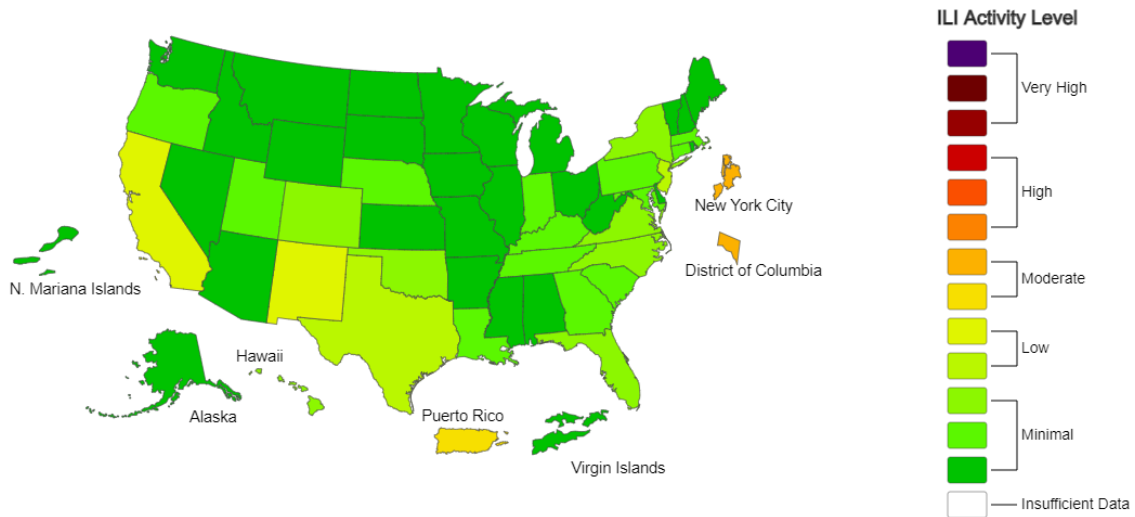 ILI Activity Level
Very High
High
New York City
District of Columbia
Moderate
N. Mariana Islands
Low
Hawaii
Alaska
Puerto Rico
Minimal
Virgin Islands
Insufficient Data